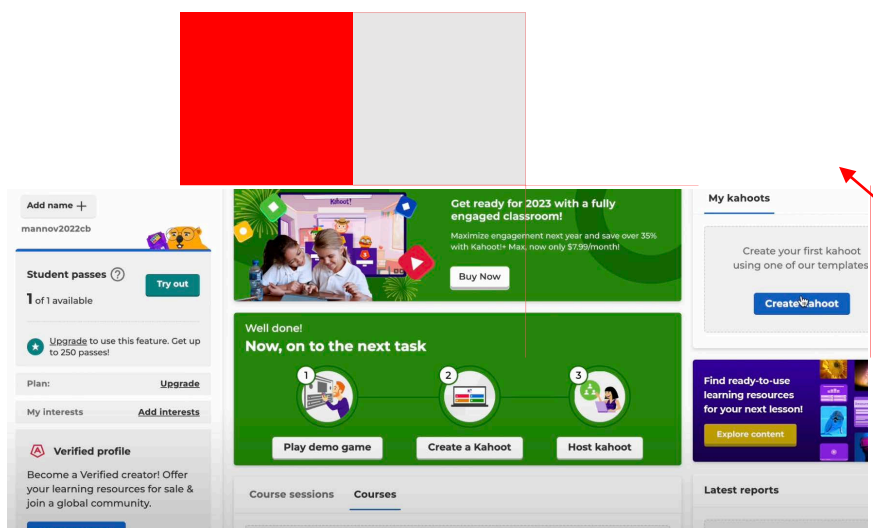 Add name +
mannov2022cb
Student passes ?
Try out
1 of 1 available
Upgrade to use this feature. Get up
to 250 passes!
Plan:
Upgrade
My interests
Add interests
Verified profile
Become a Verified creator! Offer
your learning resources for sale &
join a global community.
Kahoot!
Get ready for 2023 with a fully
engaged classroom!
Maximize engagement next year and save over 35%
with Kahoot!+ Max, now only $7.99/month!
Buy Now
Well done!
Now, on to the next task
1
2
3
Play demo game
Create a Kahoot
Host kahoot
Course sessions
Courses
My kahoots
Create your first kahoot
using one of our templates
Create kahoot
Find ready-to-use
learning resources
for your next lesson!
Explore content
Latest reports